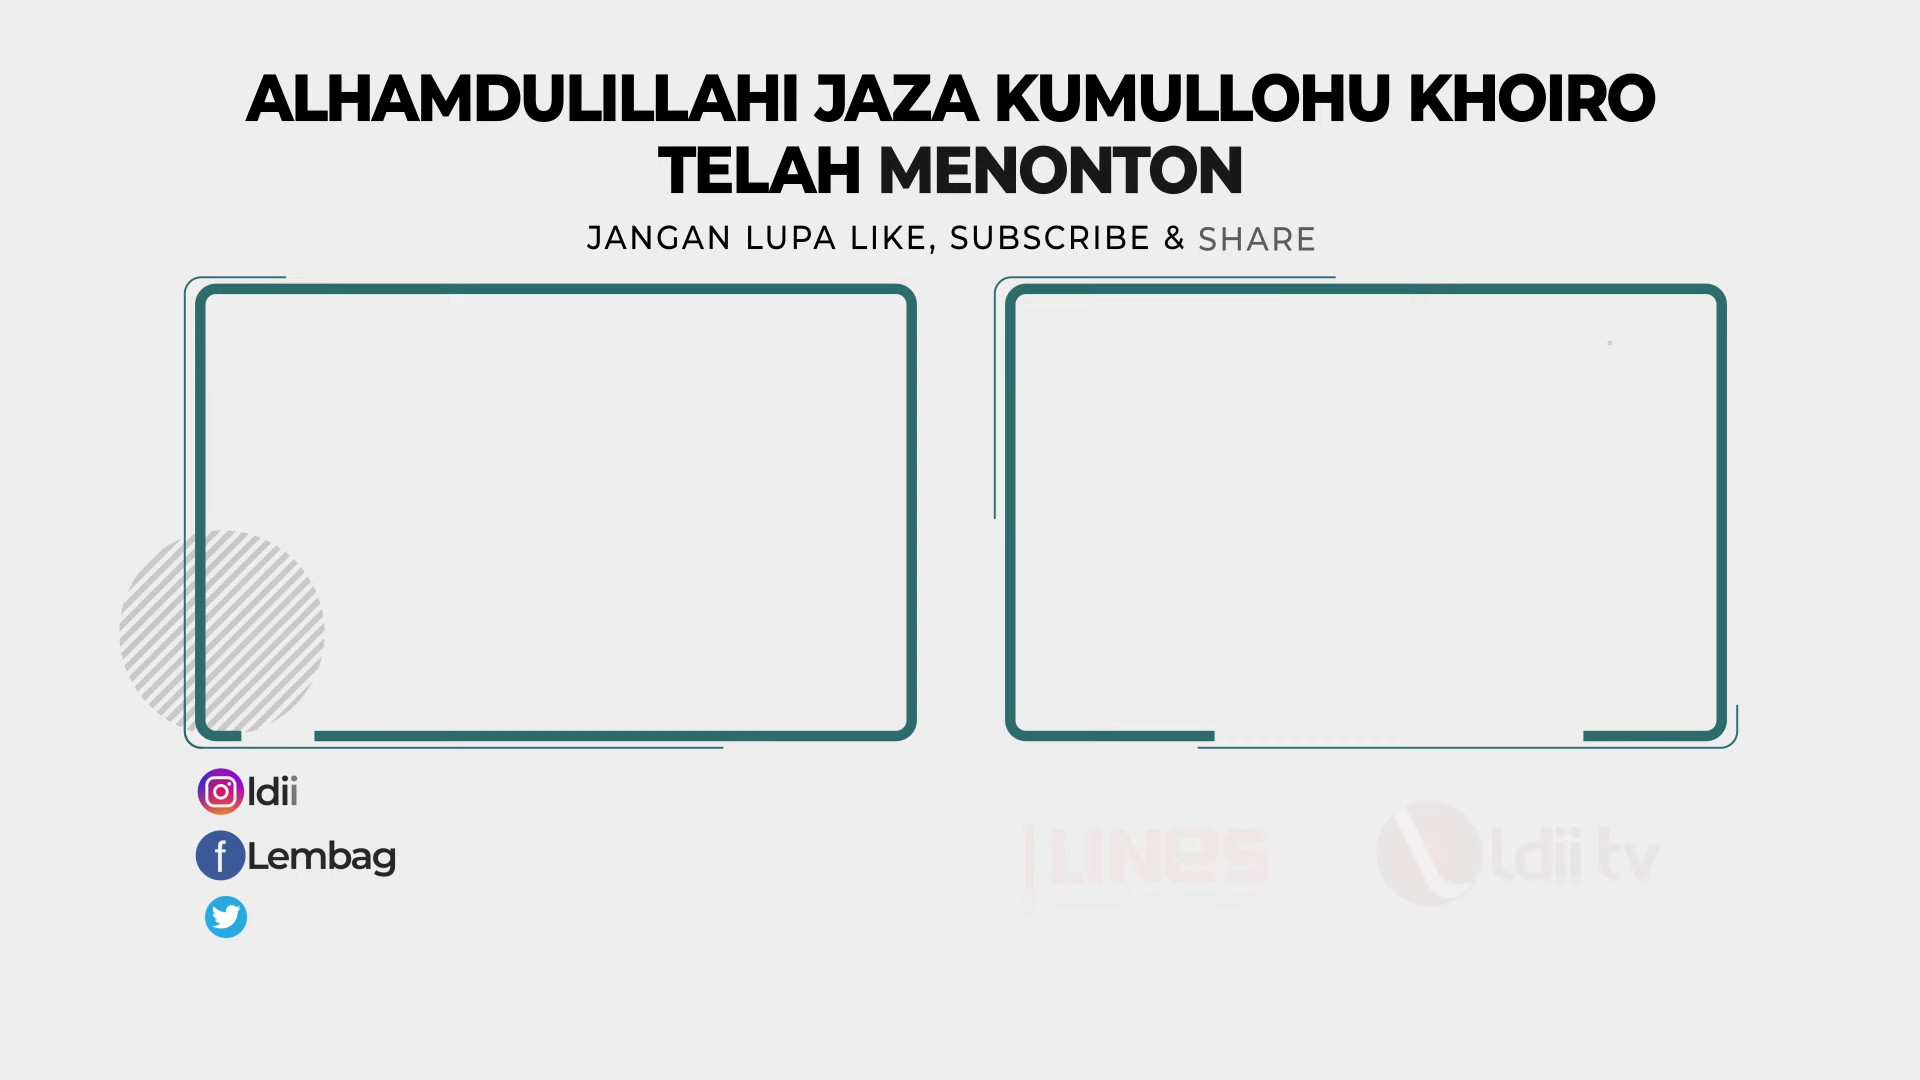 ALHAMDULILLAHI JAZA KUMULLOHU KHOIRO
TELAH MENONTON
JANGAN LUPA LIKE, SUBSCRIBE & SHARE
ldii
Lembag
LINES
Ldii tv